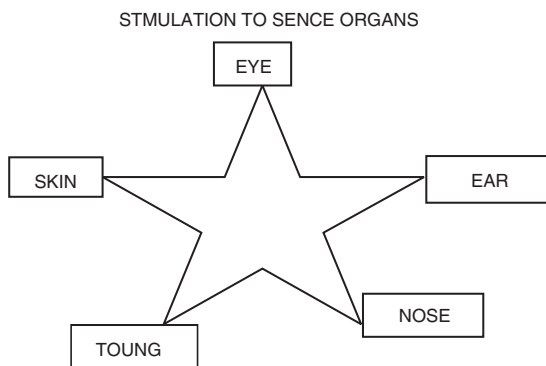 STMULATION TO SENCE ORGANS
EYE
SKIN
EAR
NOSE
TOUNG